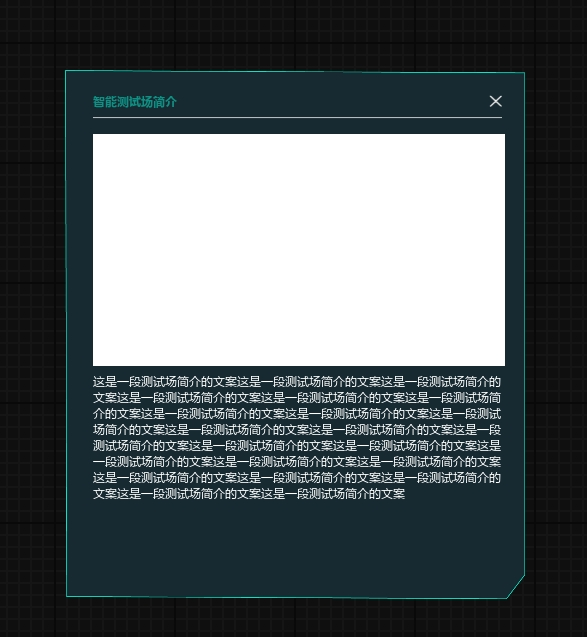 智能测试场简介
这是一段测试场简介的文案这是一段测试场简介的文案这是一段测试场简介的
文案这是一段测试场简介的文案这是一段测试场简介的文案这是一段测试场简
介的文案这是一段测试场简介的文案这是一段测试场简介的文案这是一段测试
场简介的文案这是一段测试场简介的文案这是一段测试场简介的文案这是一段
测试场简介的文案这是一段测试场简介的文案这是一段测试场简介的文案这是
一段测试场简介的文案这是一段测试场简介的文案这是一段测试场简介的文案
这是一段测试场简介的文案这是一段测试场简介的文案这是一段测试场简介的
文案这是一段测试场简介的文案这是一段测试场简介的文案